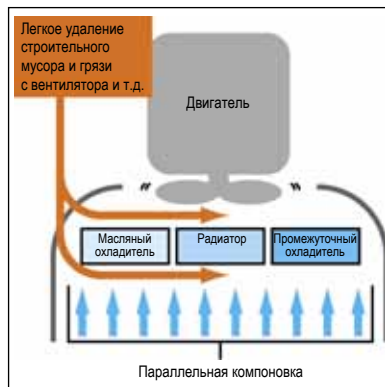 Легкое удаление
строительного
мусора и грязи
с вентилятора и т.д.
Двигатель
Масляный
охладитель
Радиатор
Промежуточный
охладитель
Параллельная компоновка